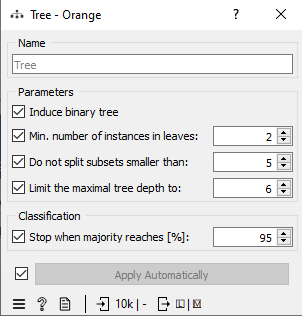 Tree - Orange
?
Name
Tree
Parameters
Induce binary tree
Min. number of instances in leaves: 2
Do not split subsets smaller than: 5
Limit the maximal tree depth to: 6
Classification
Stop when majority reaches [%]: 95
Apply Automatically
? 10k | - |